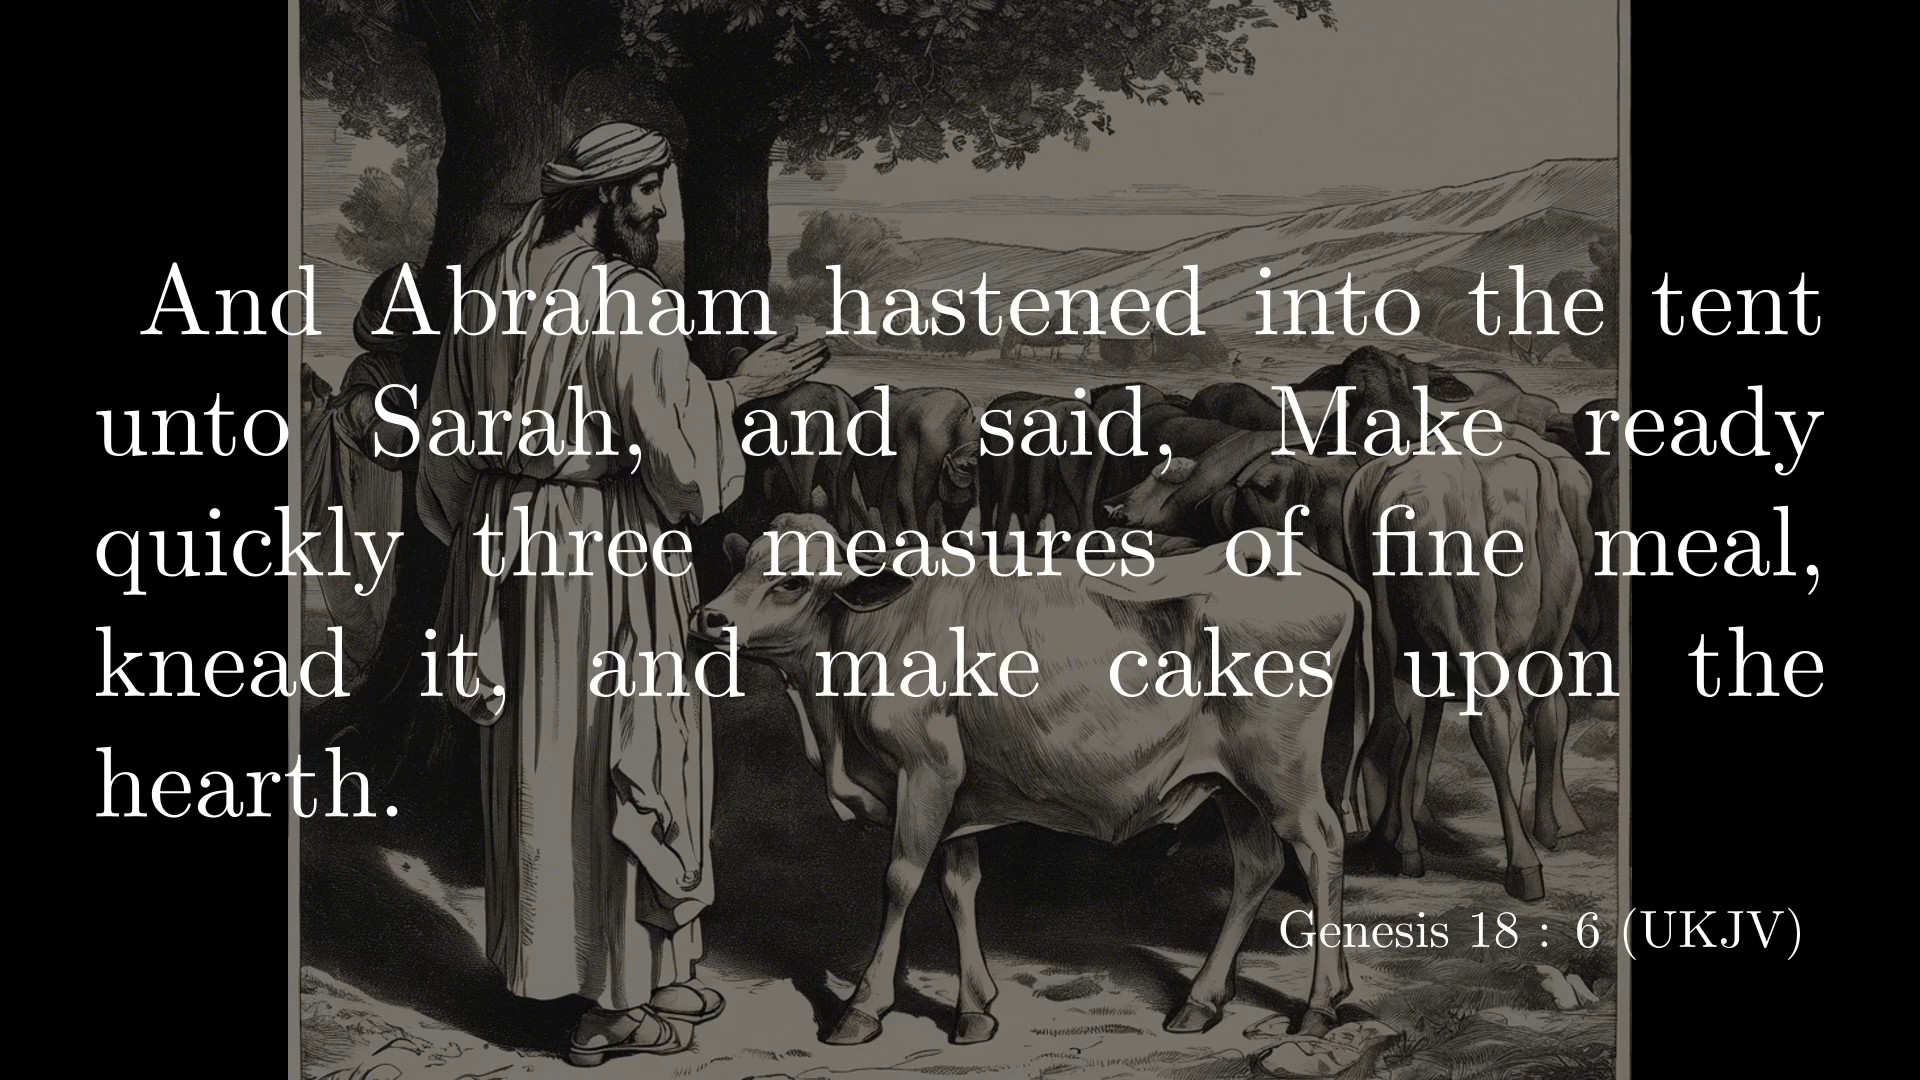 And Abraham hastened into the tent
unto Sarah, and said, Make ready
quickly three measures of fine meal,
knead it, and make cakes upon the
hearth.
Genesis 18 : 6 (UKJV)